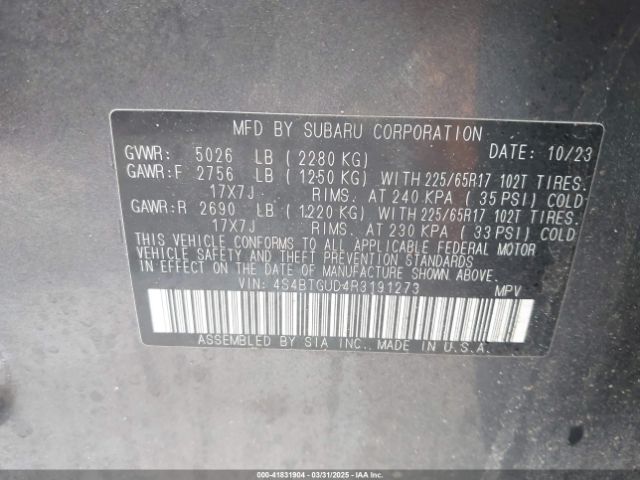 MFD BY SUBARU CORPORATION
DATE: 10/23
GVWR: 5026 LB ( 2280 KG)
GAWR:F 2756 LB ( 1250 KG) WITH 225/65R17 102T TIRES.
17X7J RIMS. AT 240 KPA ( 35 PSI) COLD
GAWR:R 2690 LB ( 1220 KG) WITH 225/65R17 102T TIRES.
17X7J RIMS. AT 230 KPA ( 33 PSI) COLD
THIS VEHICLE CONFORMS TO ALL APPLICABLE FEDERAL MOTOR
VEHICLE SAFETY AND THEFT PREVENTION STANDARDS
IN EFFECT ON THE DATE OF MANUFACTURE SHOWN ABOVE.
VIN: 4S4BTGUD4R3191273 MPV
ASSEMBLED BY SIA INC., MADE IN U.S.A.
000-41831904 - 03/31/2025 - IAA Inc.